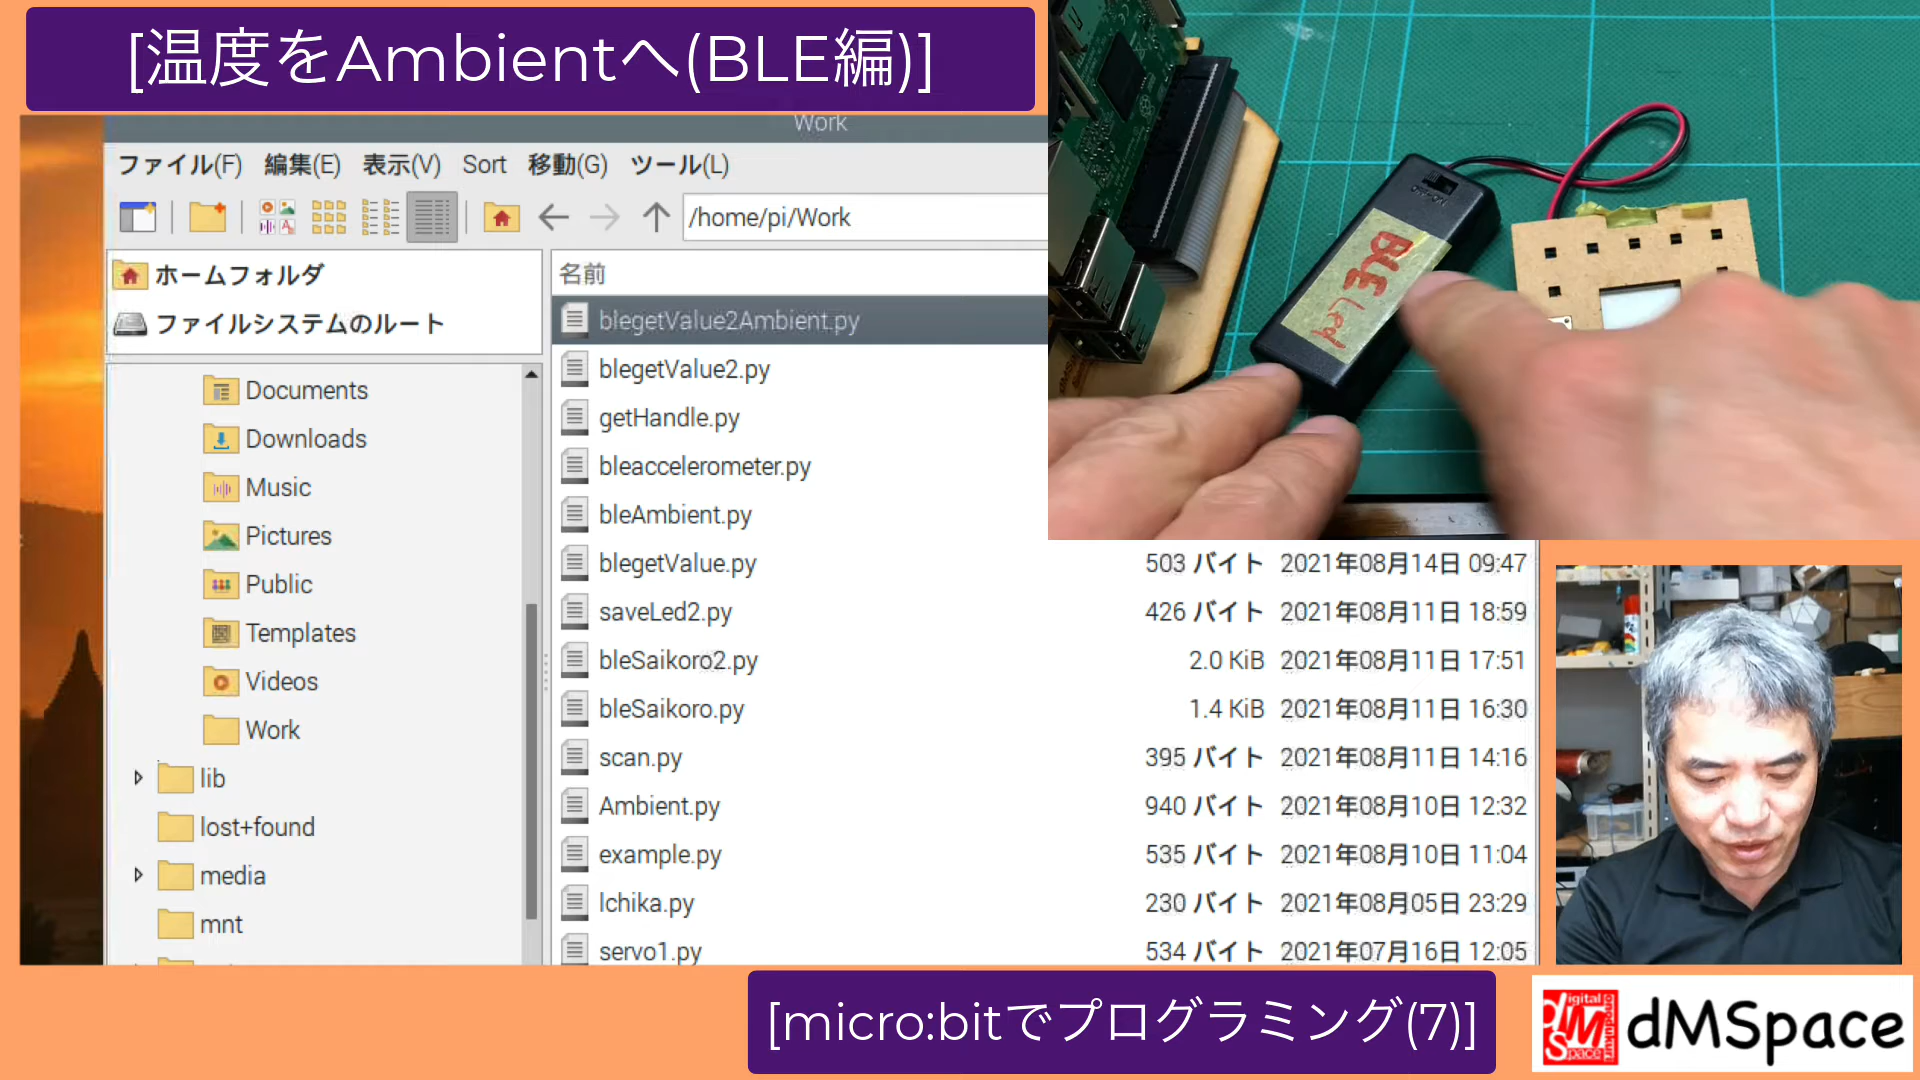 [温度をAmbientへ(BLE編)]
Work
ファイル(F) 編集(E) 表示(V) Sort 移動(G) ツール(L)
/home/pi/Work
ホームフォルダ
ファイルシステムのルート
Documents
Downloads
Music
Pictures
Public
Templates
Videos
Work
lib
lost+found
media
mnt
名前
blegetValue2Ambient.py
blegetValue2.py
getHandle.py
bleaccelerometer.py
bleAmbient.py
blegetValue.py 503 バイト 2021年08月14日 09:47
saveLed2.py 426 バイト 2021年08月11日 18:59
bleSaikoro2.py 2.0 KiB 2021年08月11日 17:51
bleSaikoro.py 1.4 KiB 2021年08月11日 16:30
scan.py 395 バイト 2021年08月11日 14:16
Ambient.py 940 バイト 2021年08月10日 12:32
example.py 535 バイト 2021年08月10日 11:04
lchika.py 230 バイト 2021年08月05日 23:29
servo1.py 534 バイト 2021年07月16日 12:05
BLE
[micro:bitでプログラミング(7)]
dMSpace